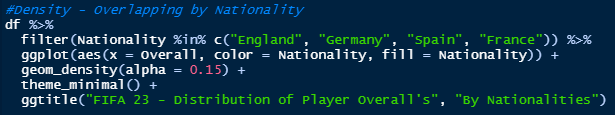 #Density - Overlapping by Nationality
df %>%
  filter(Nationality %in% c("England", "Germany", "Spain", "France")) %>%
  ggplot(aes(x = Overall, color = Nationality, fill = Nationality)) +
  geom_density(alpha = 0.15) +
  theme_minimal() +
  ggtitle("FIFA 23 - Distribution of Player Overall's", "By Nationalities")